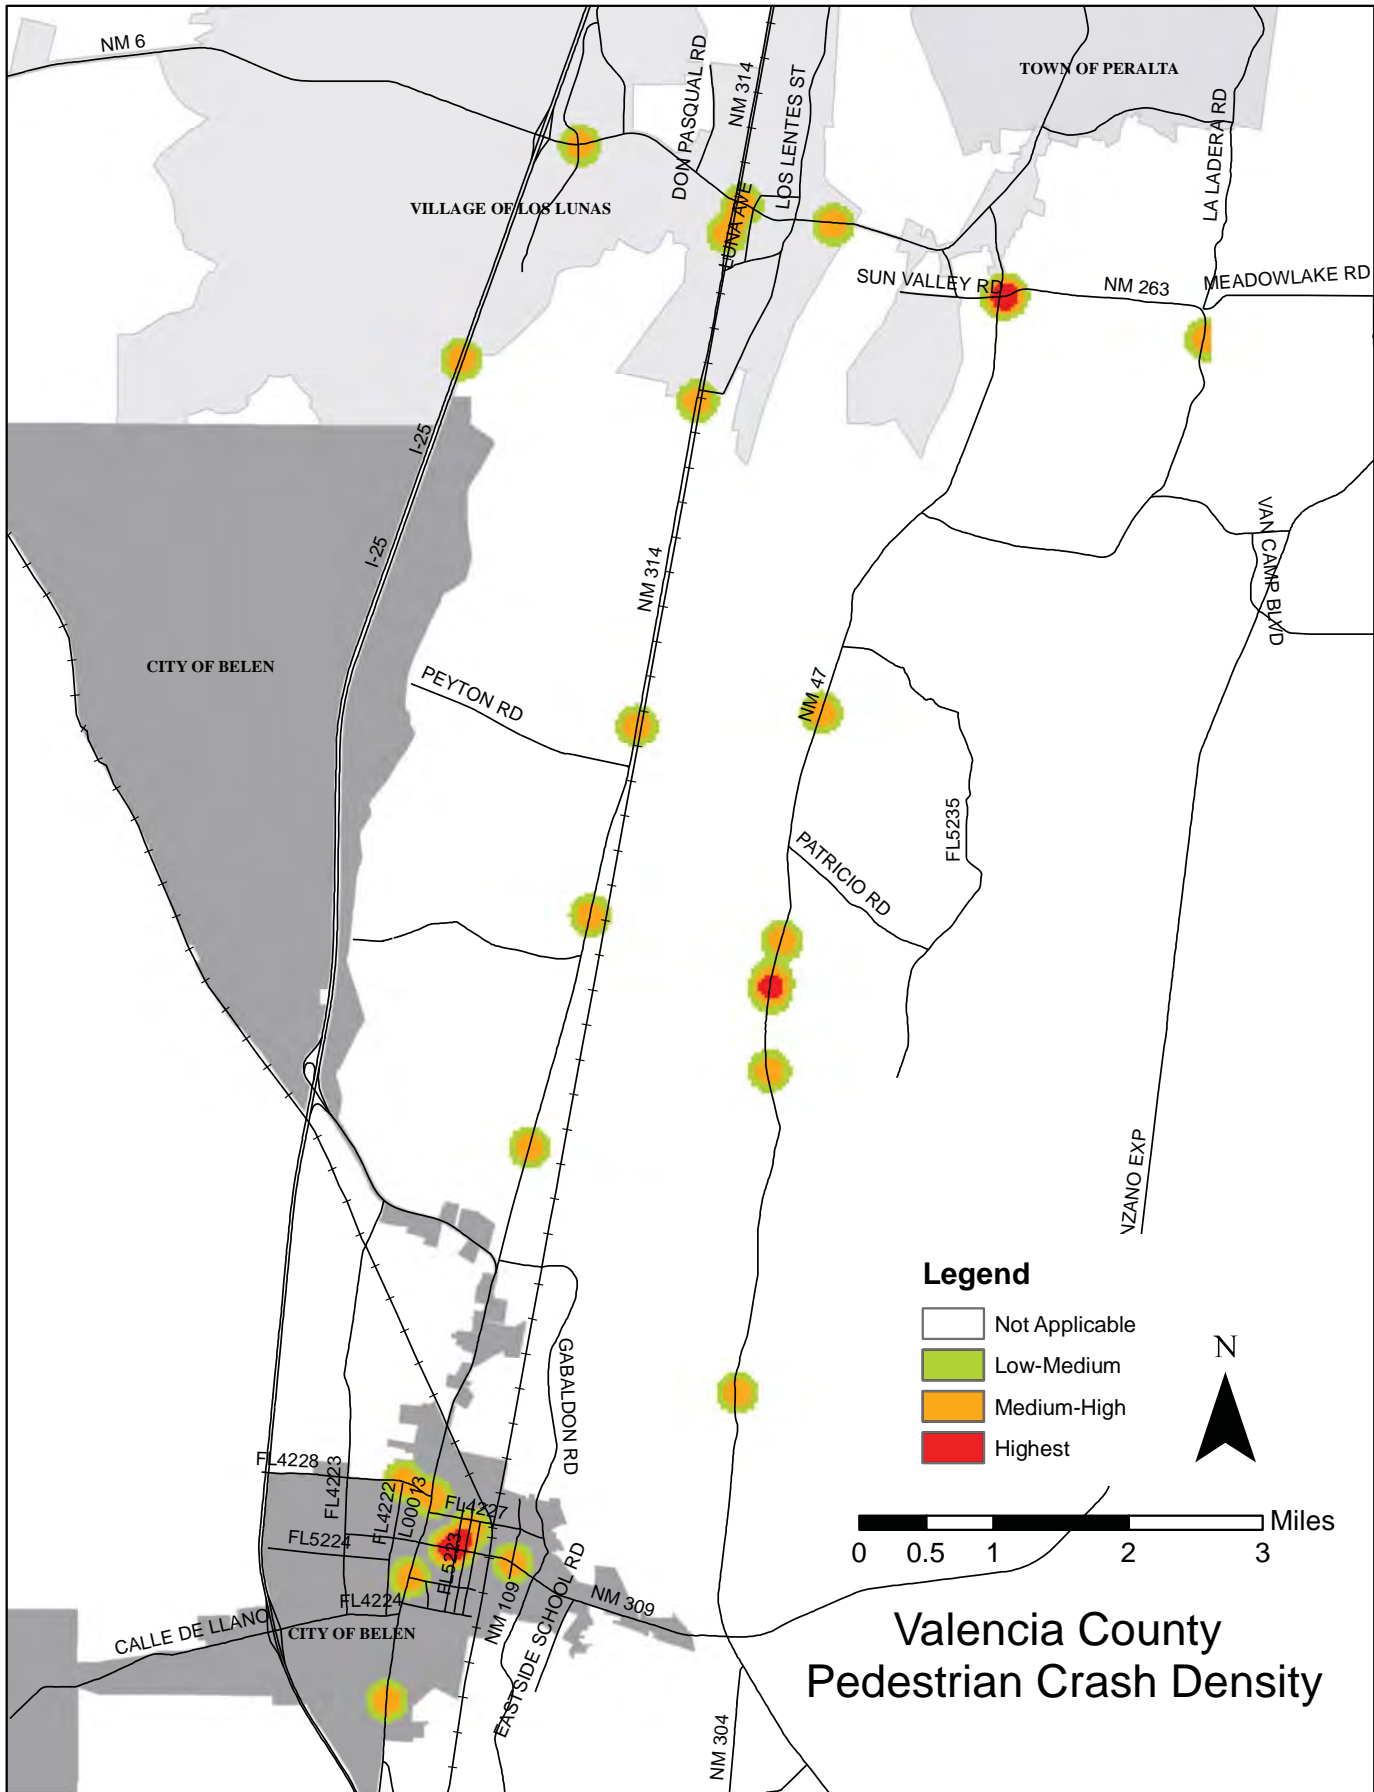 NM 6
DON PASQUAL RD
NM 314
LOS LENTES ST
TOWN OF PERALTA
LA LADERA RD
VILLAGE OF LOS LUNAS
LUNA AVE
SUN VALLEY RD
NM 263
MEADOWLAKE RD
I-25
I-25
NM 314
VAN CAMP BLVD
CITY OF BELEN
PEYTON RD
NM 47
FL5235
PATRICIO RD
NZANO EXP
Legend
Not Applicable
Low-Medium
Medium-High
Highest
N
GABALDON RD
FL4228
FL4223
FL4222
L00013
FL4227
FL5224
FL5223
FL4224
NM 109
EASTSIDE SCHOOL RD
NM 309
CALLE DE LLANO
CITY OF BELEN
Miles
0 0.5 1 2 3
Valencia County
Pedestrian Crash Density
NM 304